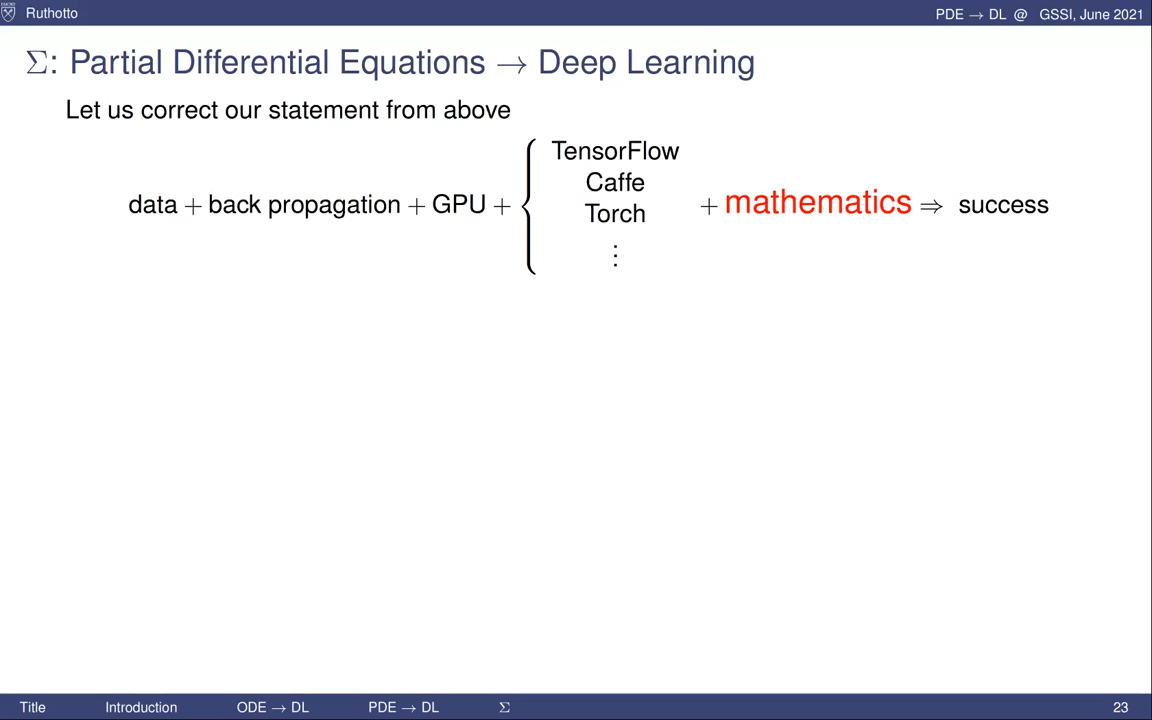 Ruthotto
PDE → DL @ GSSI, June 2021
Σ: Partial Differential Equations → Deep Learning
Let us correct our statement from above
TensorFlow
Caffe
data + back propagation + GPU + { Torch + mathematics ⇒ success
⋮
Title Introduction ODE → DL PDE → DL Σ 23